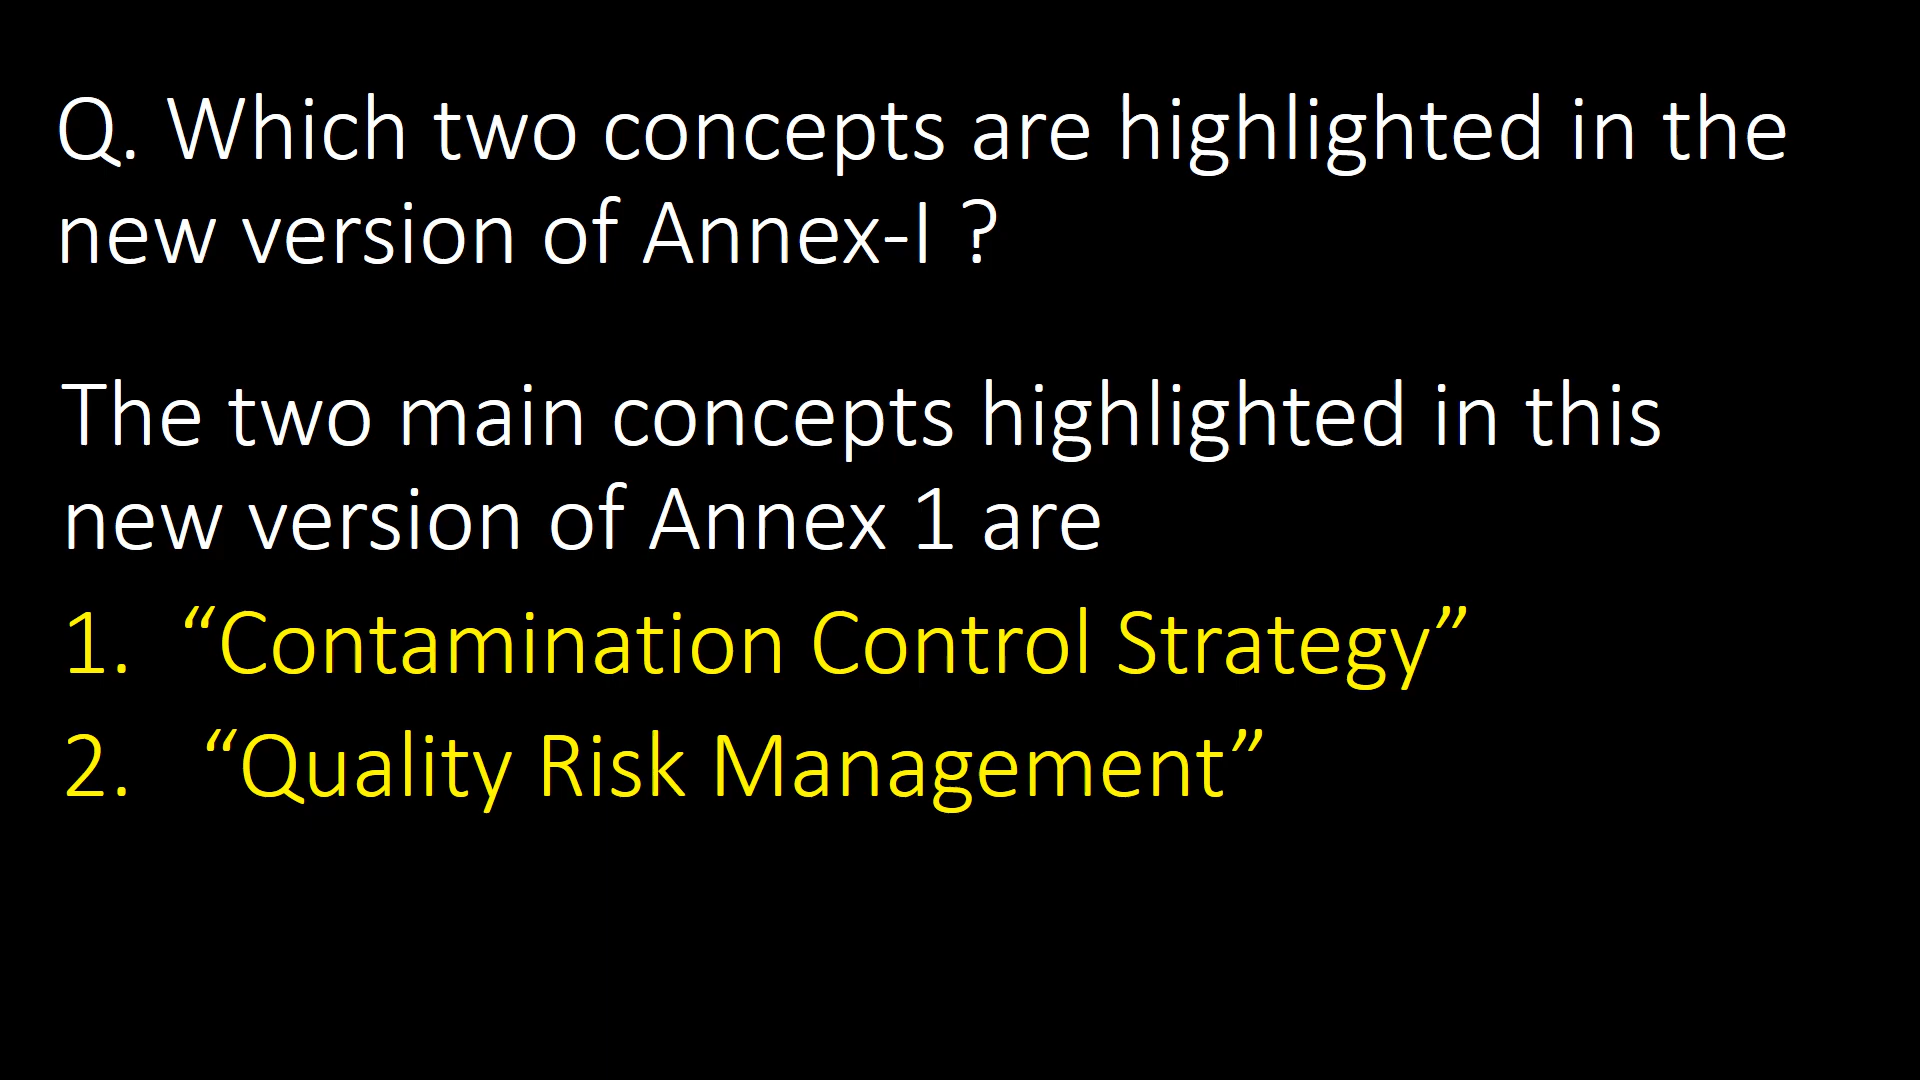 Q. Which two concepts are highlighted in the
new version of Annex-I ?
The two main concepts highlighted in this
new version of Annex 1 are
1. “Contamination Control Strategy”
2. “Quality Risk Management”